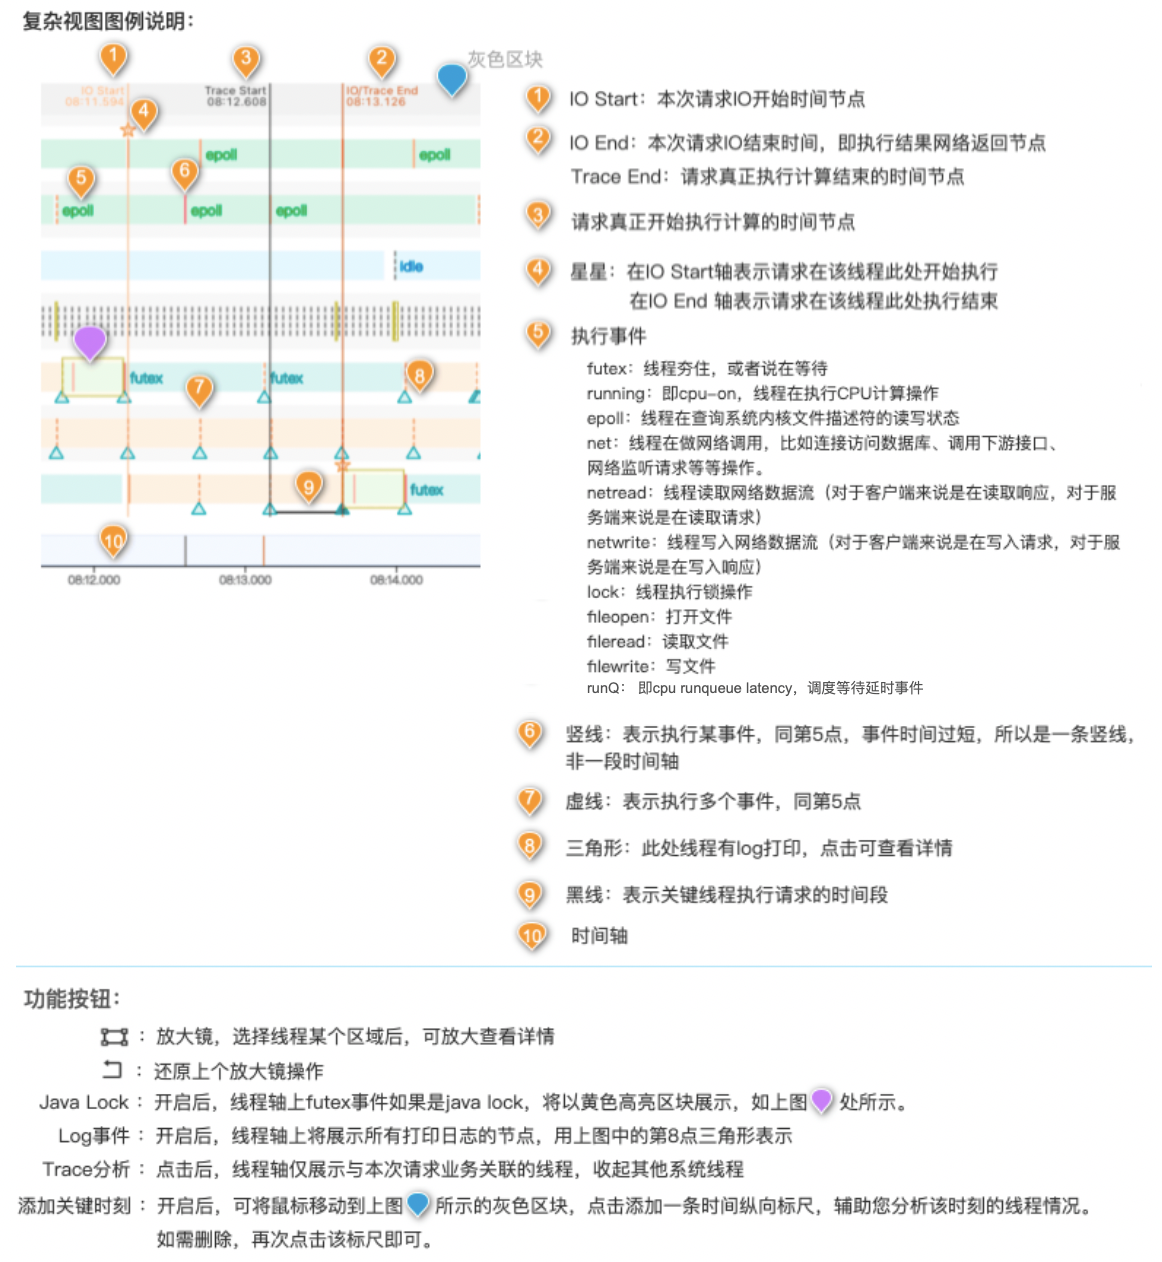 复杂视图图例说明：
1
3
2
灰色区块
IO Start
08:11.594
Trace Start
08:12.608
IO/Trace End
08:13.126
4
epoll
epoll
5
6
epoll
epoll
epoll
idle
futex
futex
7
8
9
futex
10
08:12.000
08:13.000
08:14.000
1 IO Start：本次请求IO开始时间节点
2 IO End：本次请求IO结束时间，即执行结果网络返回节点
Trace End：请求真正执行计算结束的时间节点
3 请求真正开始执行计算的时间节点
4 星星：在IO Start轴表示请求在该线程此处开始执行
在IO End 轴表示请求在该线程此处执行结束
5 执行事件
futex：线程夯住，或者说在等待
running：即cpu-on，线程在执行CPU计算操作
epoll：线程在查询系统内核文件描述符的读写状态
net：线程在做网络调用，比如连接访问数据库、调用下游接口、
网络监听请求等等操作。
netread：线程读取网络数据流（对于客户端来说是在读取响应，对于服
务端来说是在读取请求）
netwrite：线程写入网络数据流（对于客户端来说是在写入请求，对于服
务端来说是在写入响应）
lock：线程执行锁操作
fileopen：打开文件
fileread：读取文件
filewrite：写文件
runQ： 即cpu runqueue latency，调度等待延时事件
6 竖线：表示执行某事件，同第5点，事件时间过短，所以是一条竖线，
非一段时间轴
7 虚线：表示执行多个事件，同第5点
8 三角形：此处线程有log打印，点击可查看详情
9 黑线：表示关键线程执行请求的时间段
10 时间轴
功能按钮：
：放大镜，选择线程某个区域后，可放大查看详情
：还原上个放大镜操作
Java Lock：开启后，线程轴上futex事件如果是java lock，将以黄色高亮区块展示，如上图 处所示。
Log事件：开启后，线程轴上将展示所有打印日志的节点，用上图中的第8点三角形表示
Trace分析：点击后，线程轴仅展示与本次请求业务关联的线程，收起其他系统线程
添加关键时刻：开启后，可将鼠标移动到上图 所示的灰色区块，点击添加一条时间纵向标尺，辅助您分析该时刻的线程情况。
如需删除，再次点击该标尺即可。